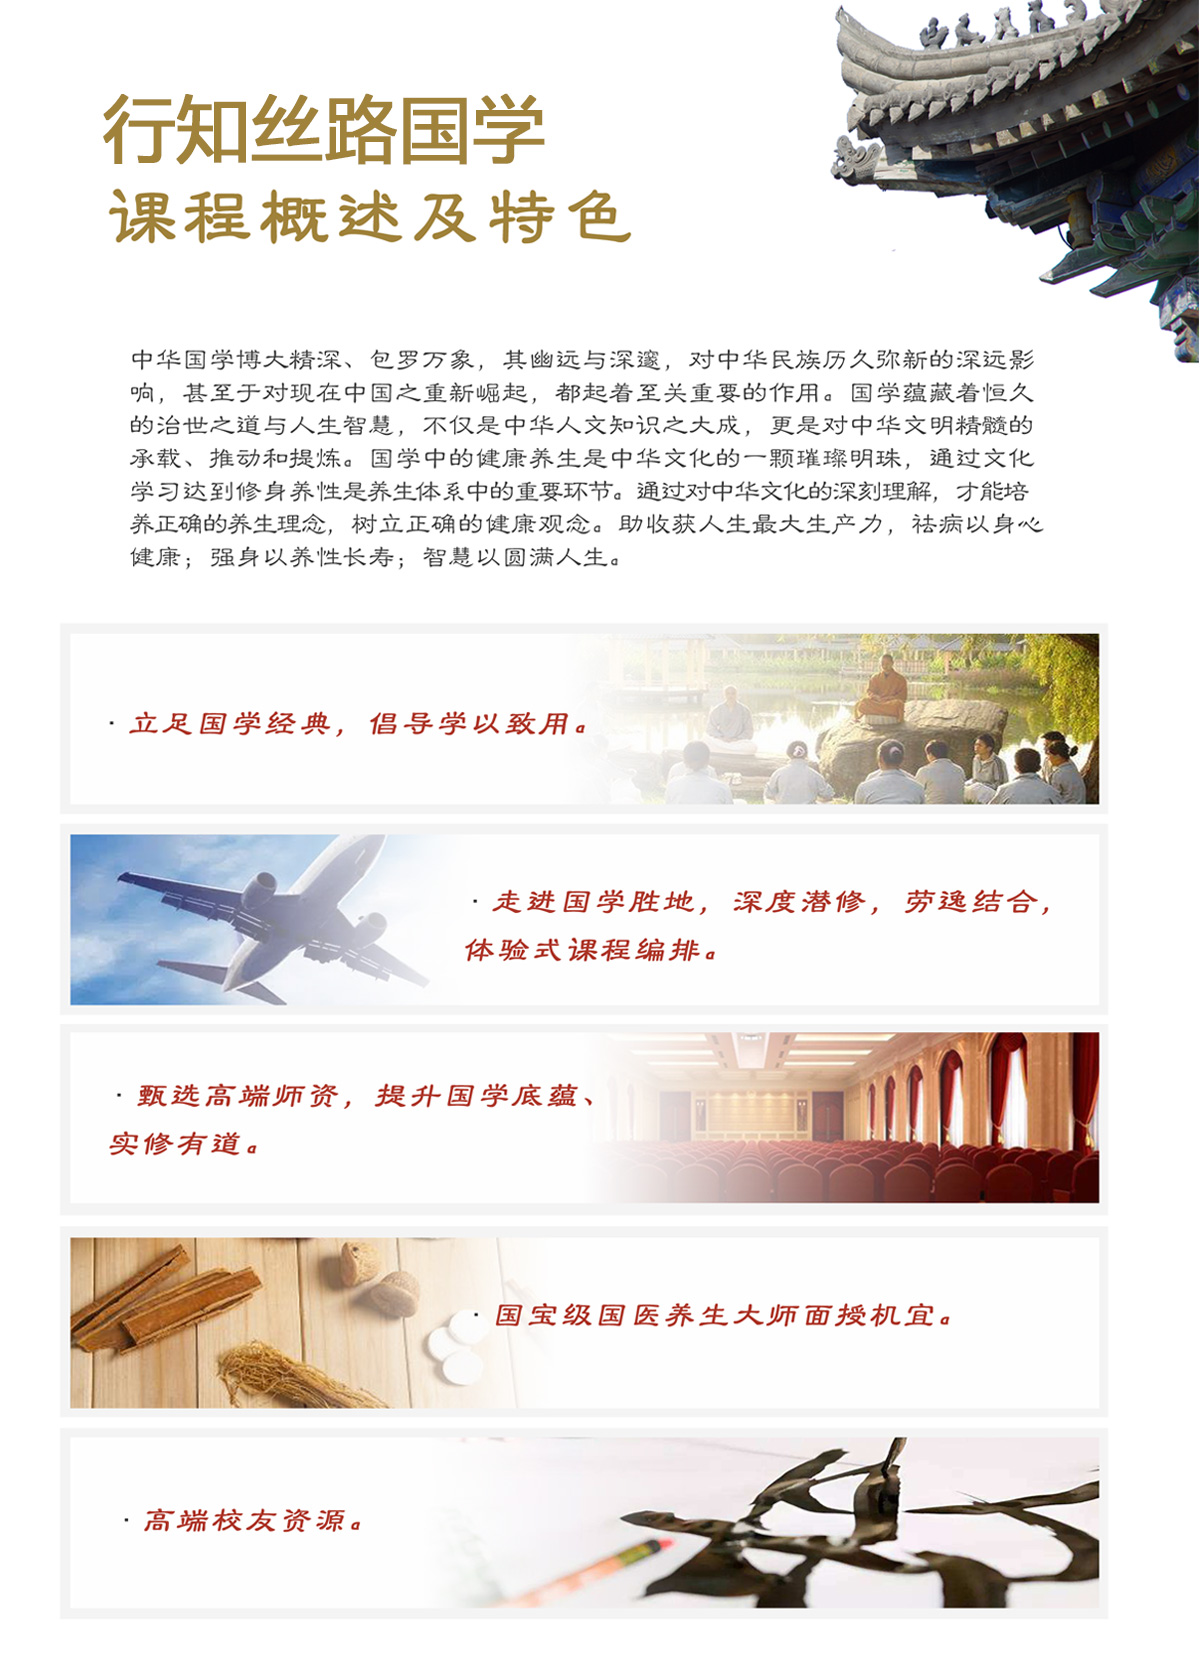 行知丝路国学
课程概述及特色
中华国学博大精深、包罗万象，其幽远与深邃，对中华民族历久弥新的深远影
响，甚至于对现在中国之重新崛起，都起着至关重要的作用。国学蕴藏着恒久
的治世之道与人生智慧，不仅是中华人文知识之大成，更是对中华文明精髓的
承载、推动和提炼。国学中的健康养生是中华文化的一颗璀璨明珠，通过文化
学习达到修身养性是养生体系中的重要环节。通过对中华文化的深刻理解，才能培
养正确的养生理念，树立正确的健康观念。助收获人生最大生产力，祛病以身心
健康；强身以养性长寿；智慧以圆满人生。
· 立足国学经典，倡导学以致用。
· 走进国学胜地，深度潜修，劳逸结合，
体验式课程编排。
· 甄选高端师资，提升国学底蕴、
实修有道。
· 国宝级国医养生大师面授机宜。
· 高端校友资源。